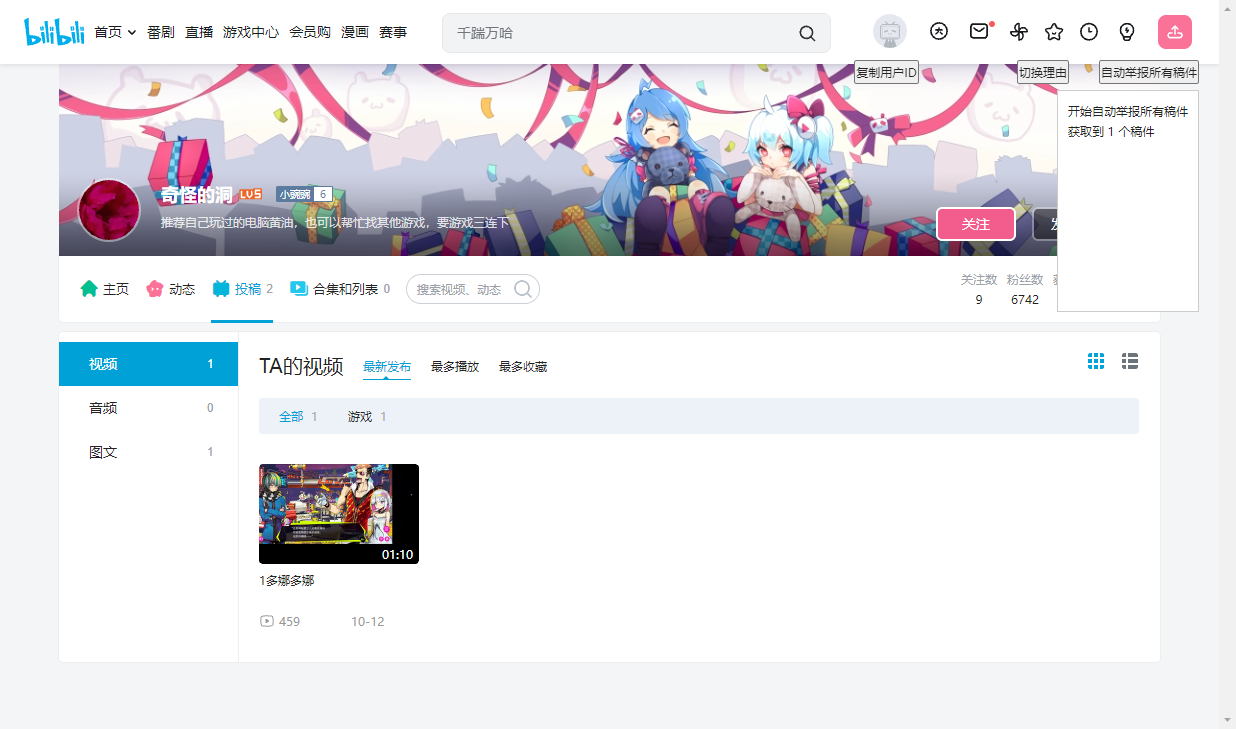 bilibili 首页 番剧 直播 游戏中心 会员购 漫画 赛事 千踹万哈
复制用户ID 切换理由 自动举报所有稿件
开始自动举报所有稿件
获取到 1 个稿件
奇怪的洞 LV5 小豌豌 6
推荐自己玩过的电脑黄油，也可以帮忙找其他游戏，要游戏三连下
关注
主页 动态 投稿 2 合集和列表 0 搜索视频、动态
关注数 粉丝数
9 6742
视频 1
音频 0
图文 1
TA的视频 最新发布 最多播放 最多收藏
全部 1 游戏 1
01:10
1多娜多娜
459 10-12